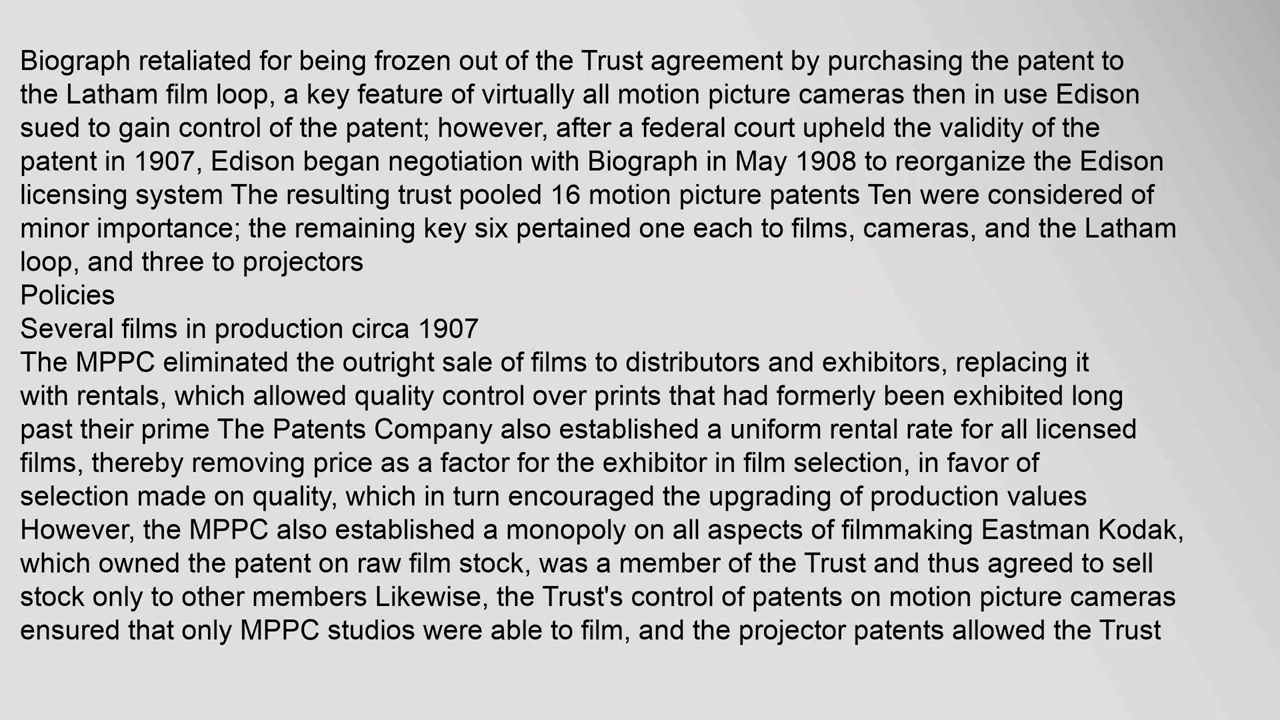 Biograph retaliated for being frozen out of the Trust agreement by purchasing the patent to
the Latham film loop, a key feature of virtually all motion picture cameras then in use Edison
sued to gain control of the patent; however, after a federal court upheld the validity of the
patent in 1907, Edison began negotiation with Biograph in May 1908 to reorganize the Edison
licensing system The resulting trust pooled 16 motion picture patents Ten were considered of
minor importance; the remaining key six pertained one each to films, cameras, and the Latham
loop, and three to projectors
Policies
Several films in production circa 1907
The MPPC eliminated the outright sale of films to distributors and exhibitors, replacing it
with rentals, which allowed quality control over prints that had formerly been exhibited long
past their prime The Patents Company also established a uniform rental rate for all licensed
films, thereby removing price as a factor for the exhibitor in film selection, in favor of
selection made on quality, which in turn encouraged the upgrading of production values
However, the MPPC also established a monopoly on all aspects of filmmaking Eastman Kodak,
which owned the patent on raw film stock, was a member of the Trust and thus agreed to sell
stock only to other members Likewise, the Trust's control of patents on motion picture cameras
ensured that only MPPC studios were able to film, and the projector patents allowed the Trust